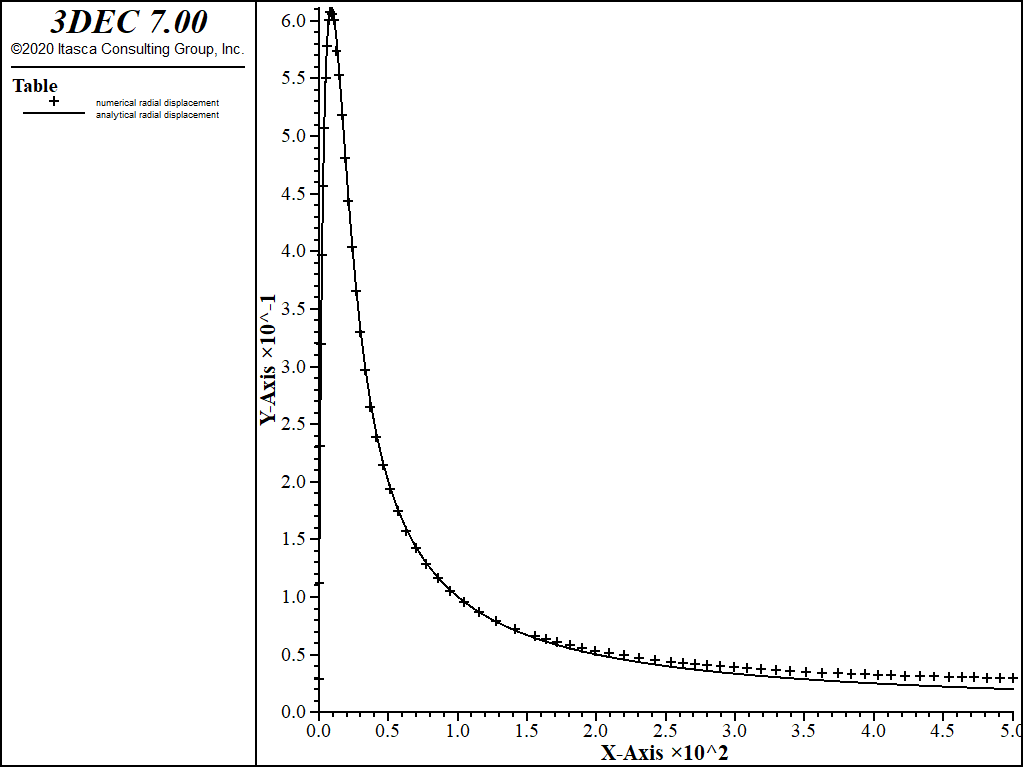 3DEC 7.00
©2020 Itasca Consulting Group, Inc.
Table
numerical radial displacement
analytical radial displacement
Y-Axis ×10^-1
6.0
5.5
5.0
4.5
4.0
3.5
3.0
2.5
2.0
1.5
1.0
0.5
0.0
0.0 0.5 1.0 1.5 2.0 2.5 3.0 3.5 4.0 4.5 5.0
X-Axis ×10^2